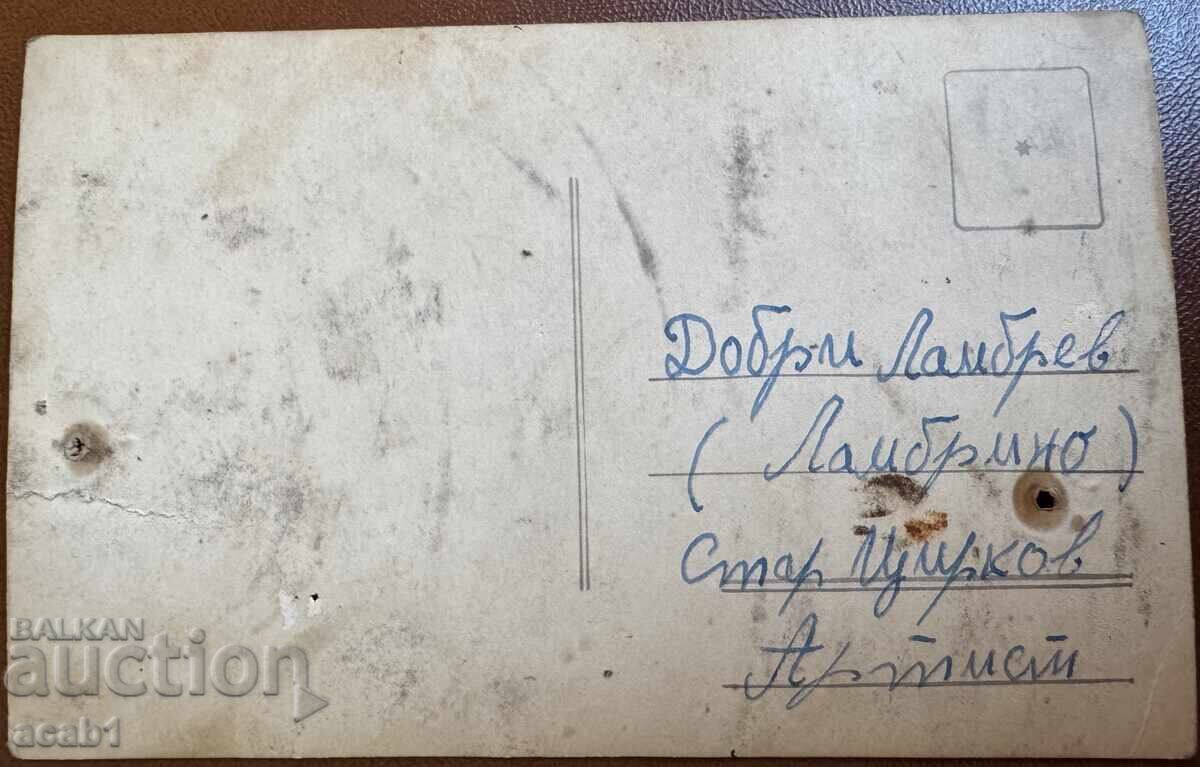 Добри Ламбрев
(Ламбрино)
Стар Цирков
Артист
BALKAN
auction
acab1